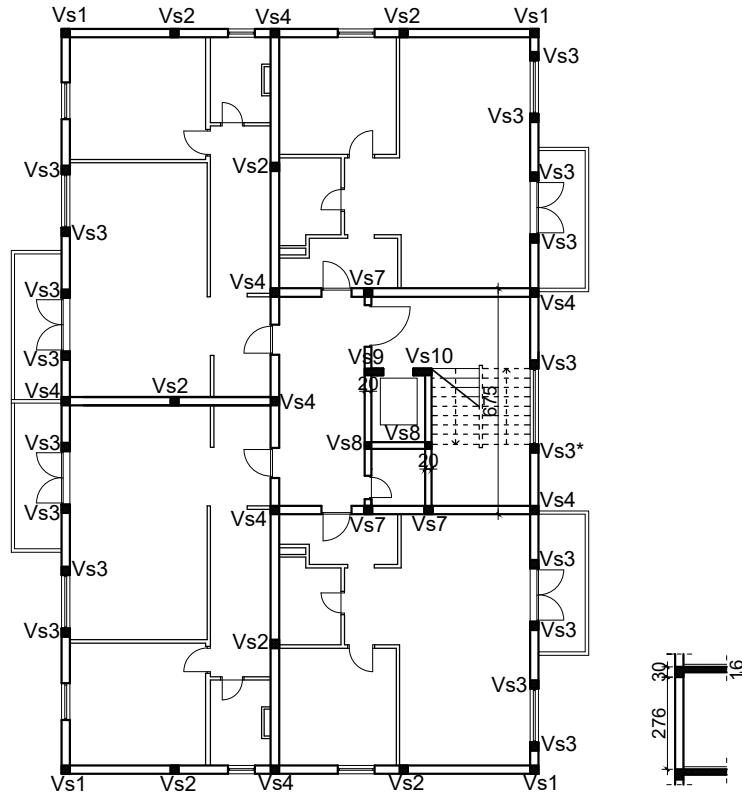 Vs1 Vs2 Vs4 Vs2 Vs1
Vs3
Vs3
Vs3 Vs2 Vs3
Vs3 Vs3
Vs3 Vs4 Vs7 Vs4
Vs3 Vs9 Vs10 Vs3
20
675
Vs4 Vs2 Vs4
Vs3 Vs8 Vs8 Vs3*
20
Vs3 Vs4 Vs7 Vs7 Vs4
Vs3 Vs3
Vs3 Vs2 Vs3
Vs3
30 16
276
Vs3
Vs1 Vs2 Vs4 Vs2 Vs1